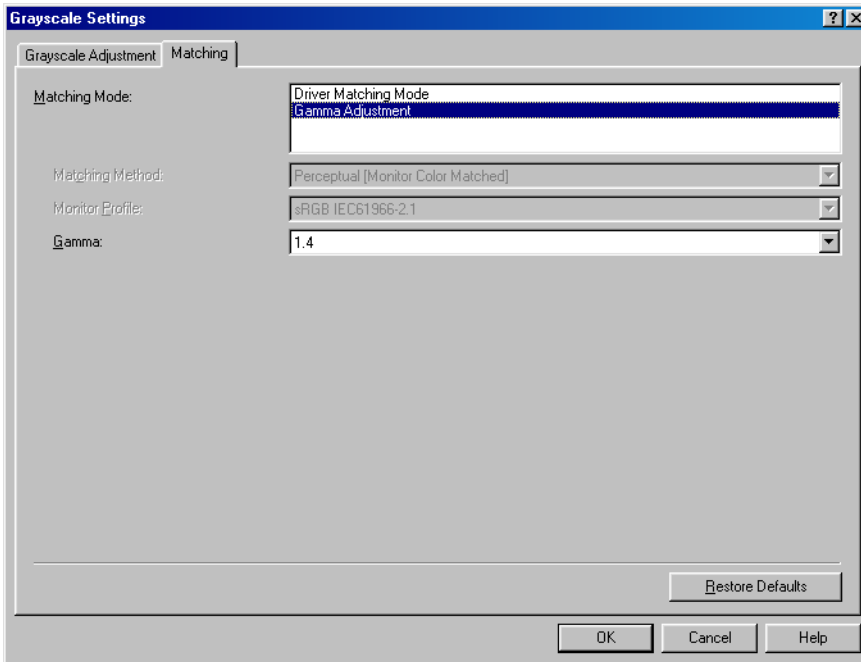 Grayscale Settings
Grayscale Adjustment Matching
Matching Mode: Driver Matching Mode
Gamma Adjustment
Matching Method: Perceptual [Monitor Color Matched]
Monitor Profile: sRGB IEC61966-2.1
Gamma: 1.4
Restore Defaults
OK Cancel Help